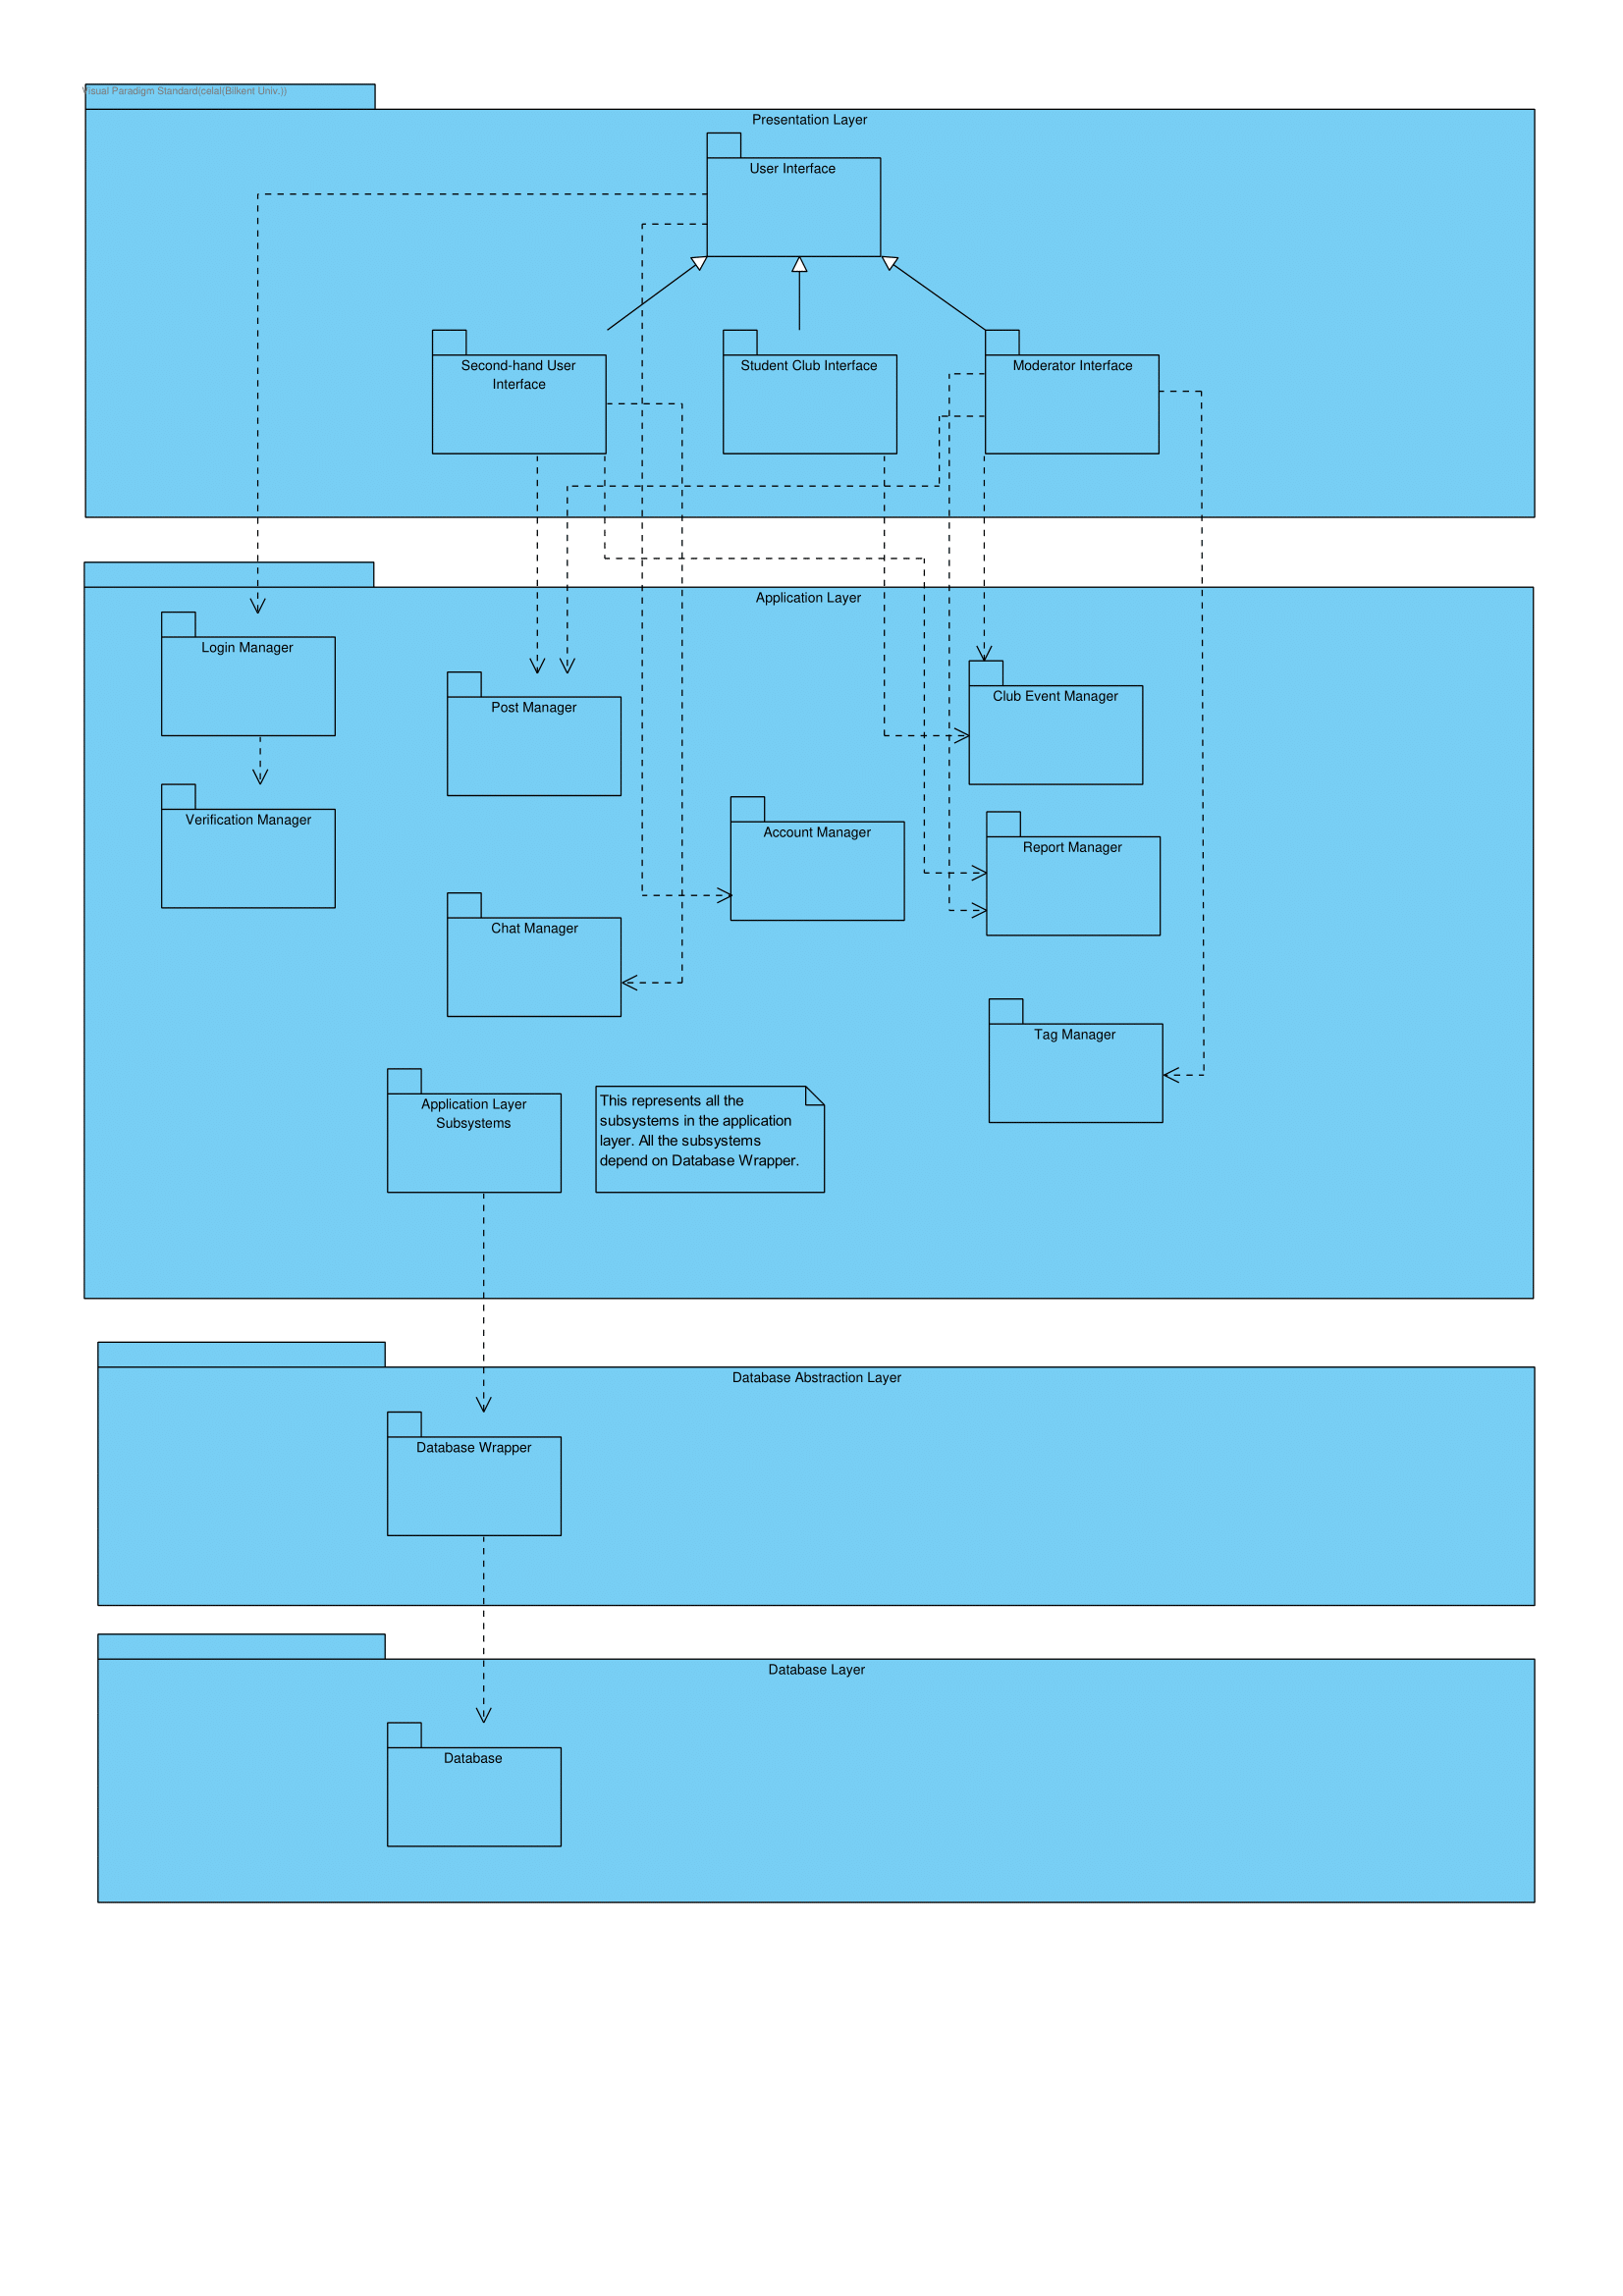 Visual Paradigm Standard(celal(Bilkent Univ.))
Presentation Layer
User Interface
Second-hand User
Interface
Student Club Interface
Moderator Interface
Application Layer
Login Manager
Club Event Manager
Post Manager
Verification Manager
Account Manager
Report Manager
Chat Manager
Tag Manager
Application Layer
Subsystems
This represents all the
subsystems in the application
layer. All the subsystems
depend on Database Wrapper.
Database Abstraction Layer
Database Wrapper
Database Layer
Database